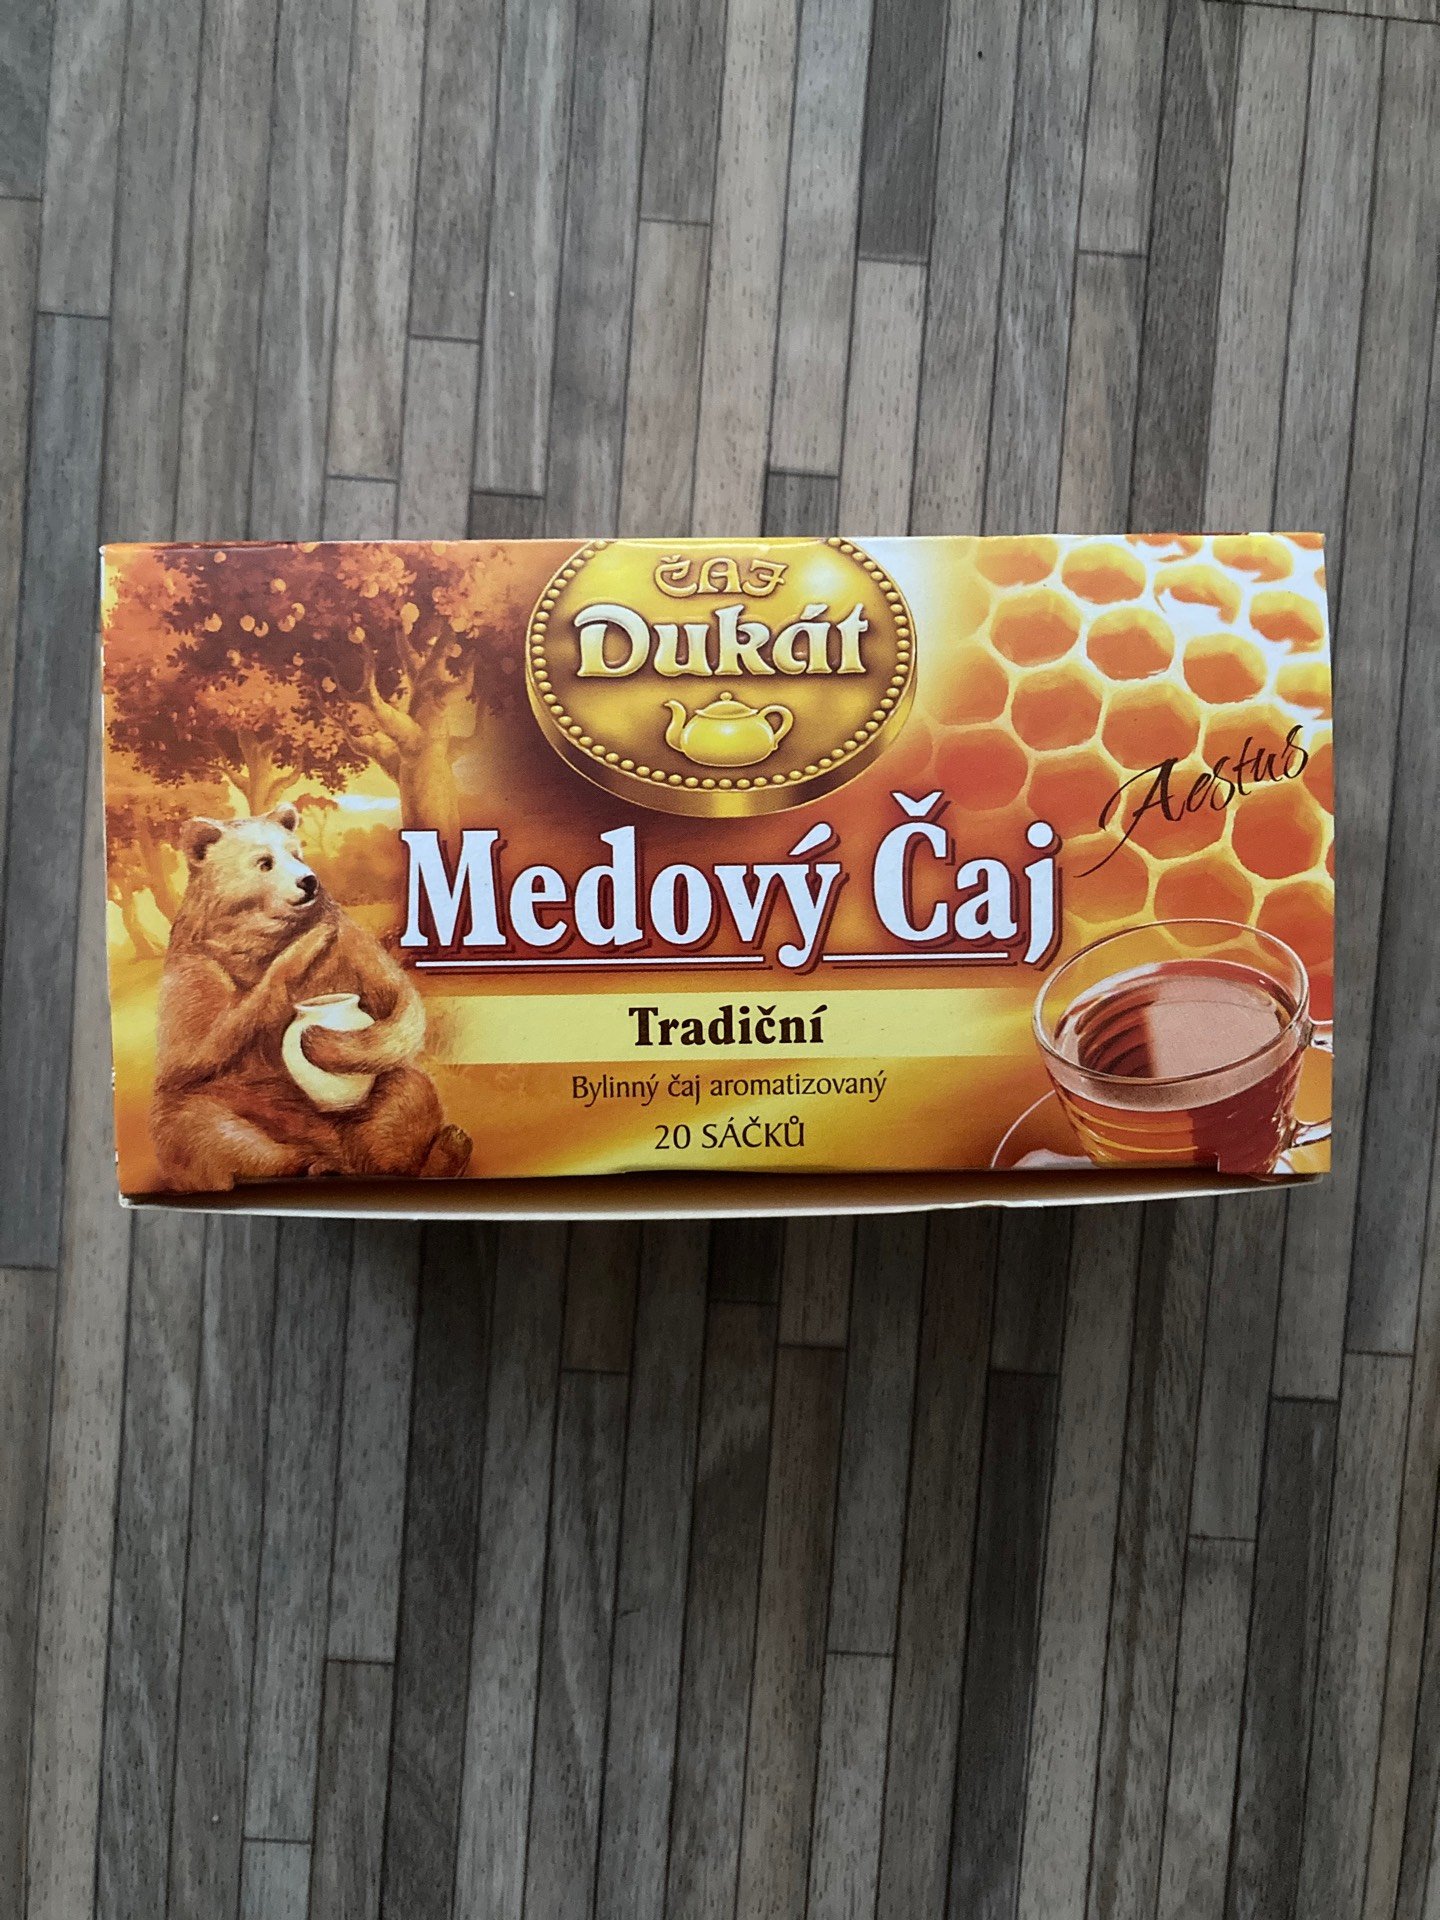 ČAJ
Dukát
Aestus
Medový Čaj
Tradiční
Bylinný čaj aromatizovaný
20 SÁČKŮ